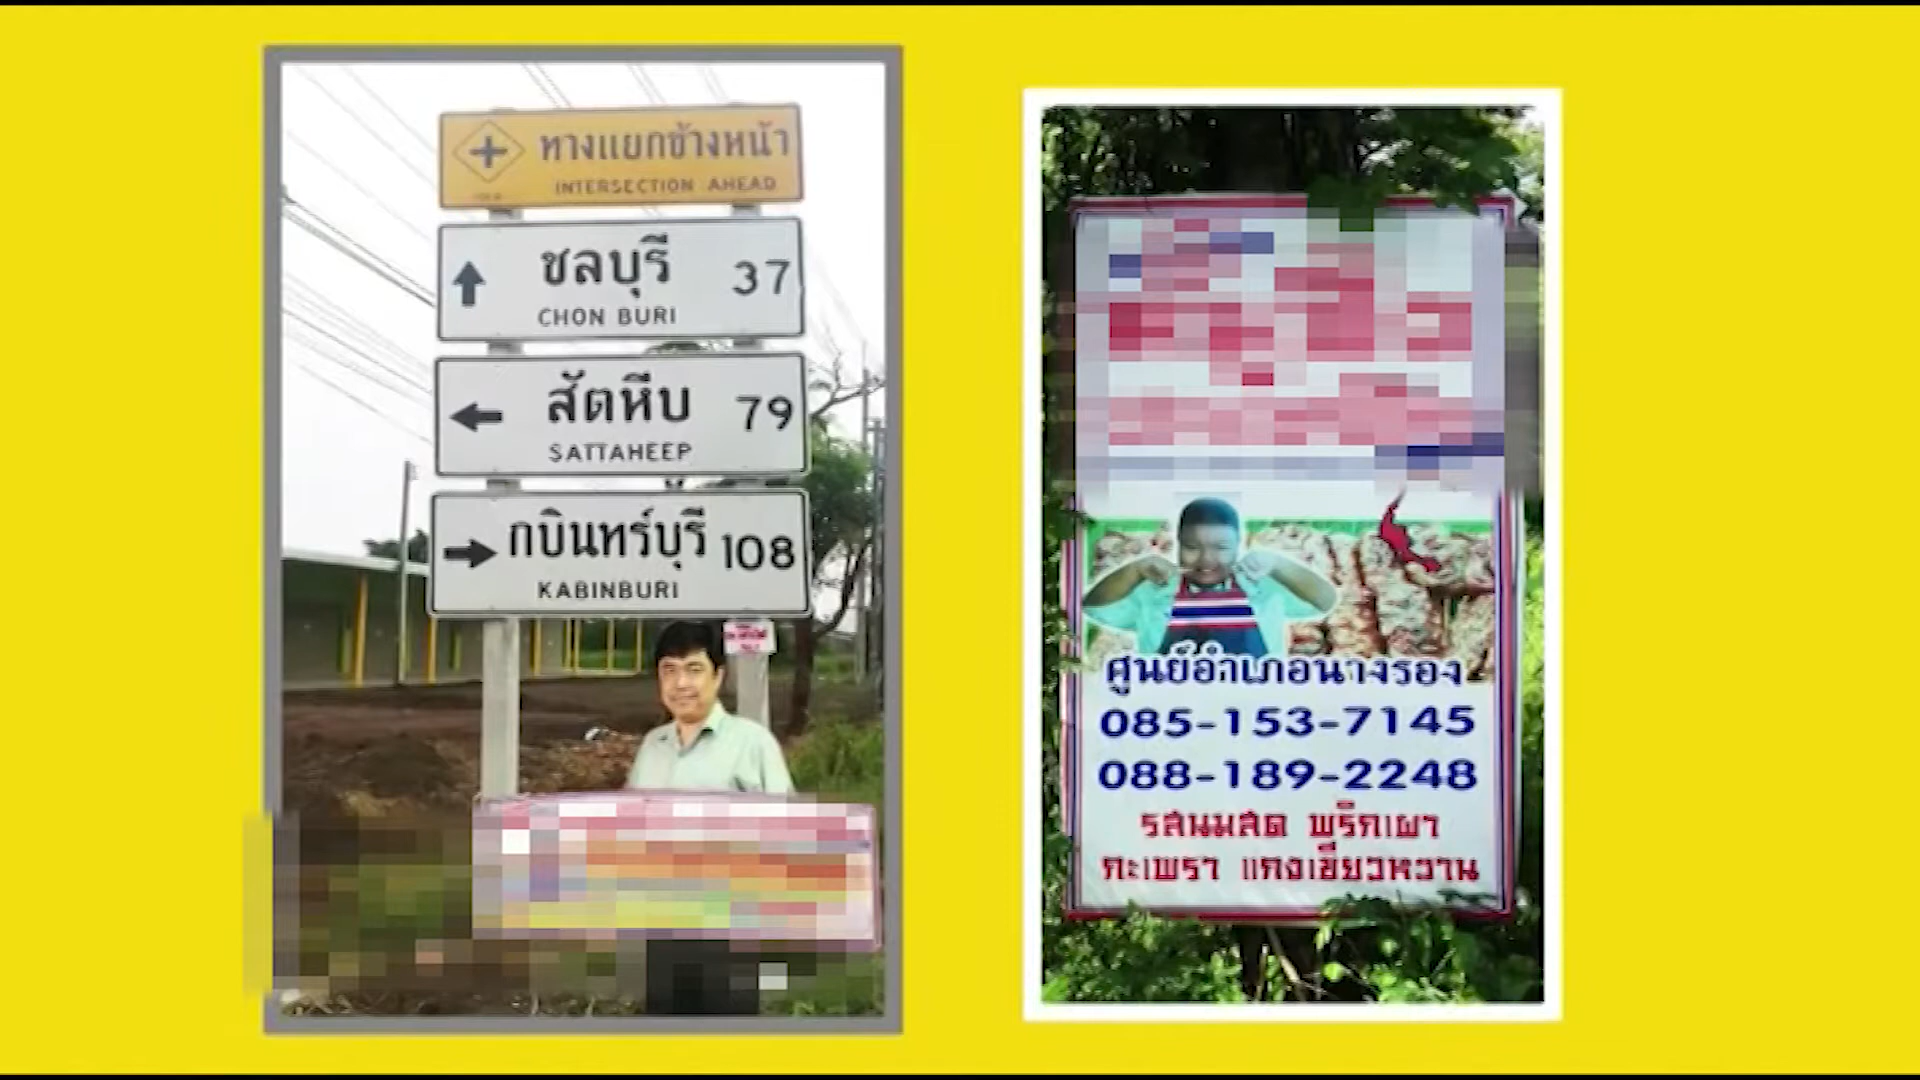 ทางแยกข้างหน้า
INTERSECTION AHEAD
ชลบุรี 37
CHON BURI
สัตหีบ 79
SATTAHEEP
กบินทร์บุรี 108
KABINBURI
ศูนย์อำเภอนางรอง
085-153-7145
088-189-2248
รสนมสด พริกเผา
กะเพรา แกงเขียวหวาน